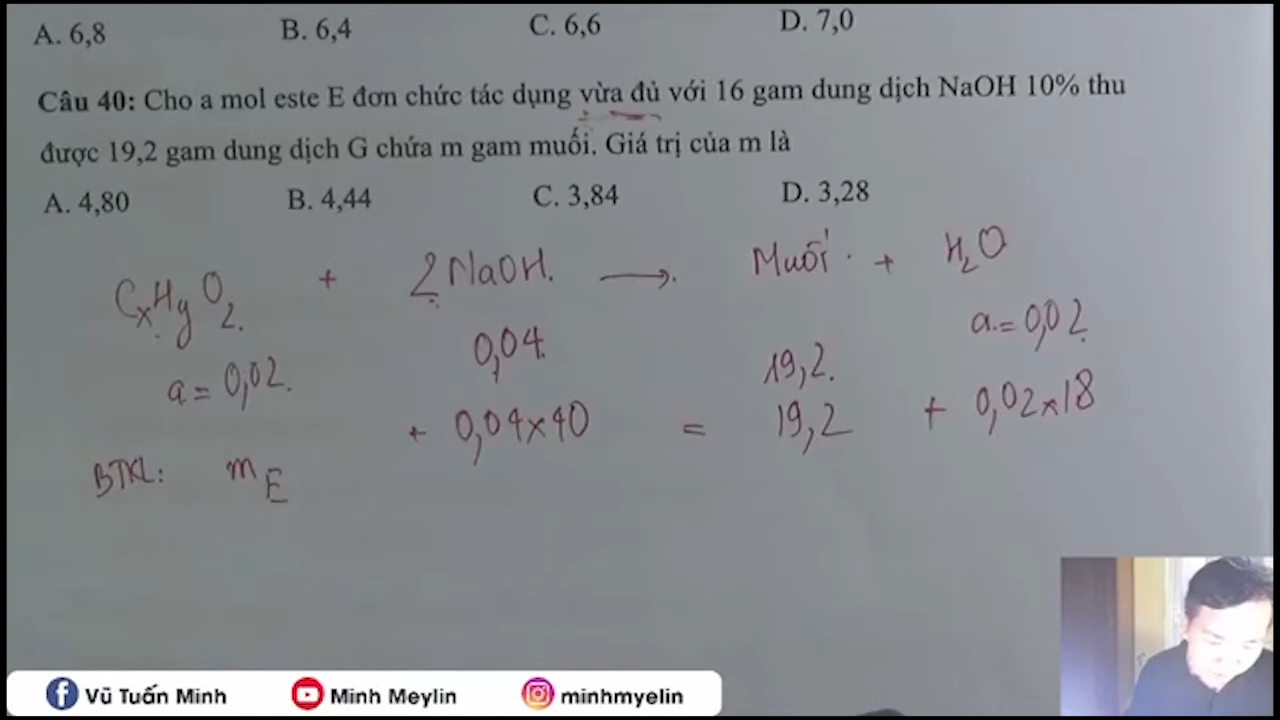 A. 6,8 B. 6,4 C. 6,6 D. 7,0
Câu 40: Cho a mol este E đơn chức tác dụng vừa đủ với 16 gam dung dịch NaOH 10% thu
được 19,2 gam dung dịch G chứa m gam muối. Giá trị của m là
A. 4,80 B. 4,44 C. 3,84 D. 3,28
CxHyO2 + 2NaOH → Muối + H2O
a = 0,02 0,04 19,2 a = 0,02
BTKL: mE + 0,04×40 = 19,2 + 0,02×18
Vũ Tuấn Minh Minh Meylin minhmyelin